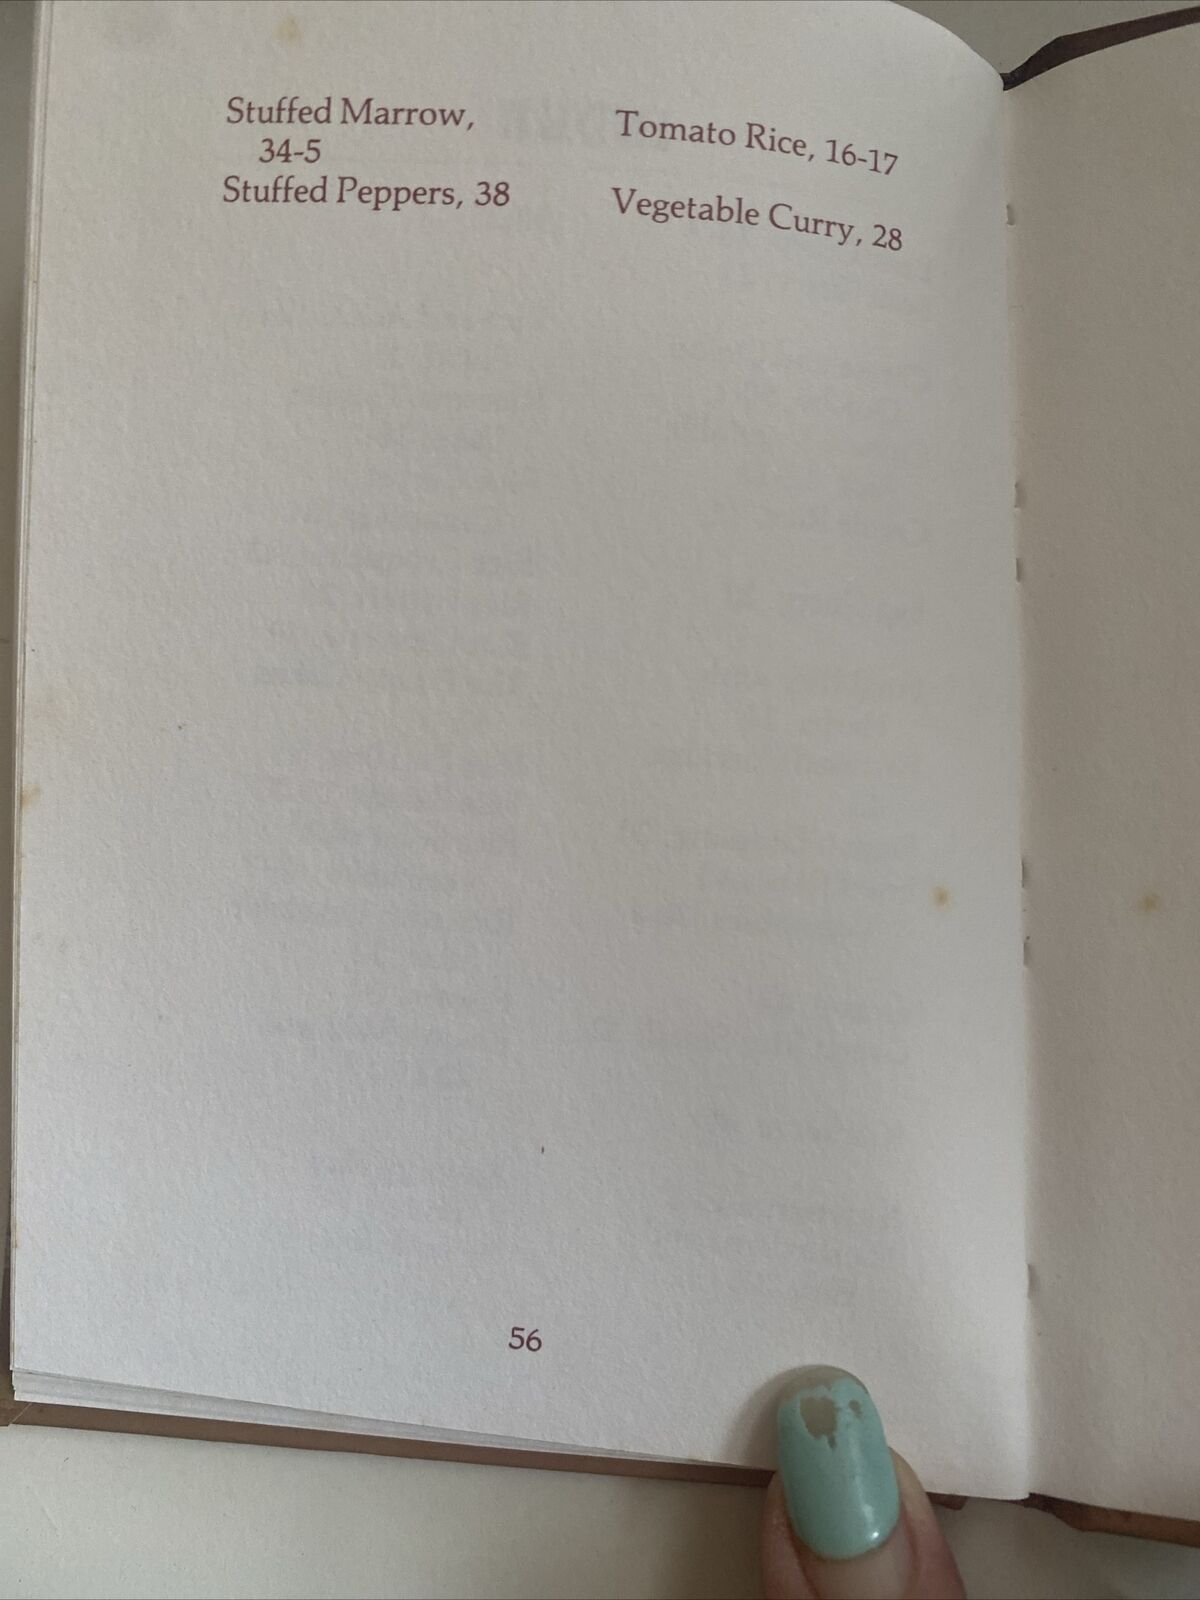 Stuffed Marrow,
34-5
Stuffed Peppers, 38
Tomato Rice, 16-17
Vegetable Curry, 28
56